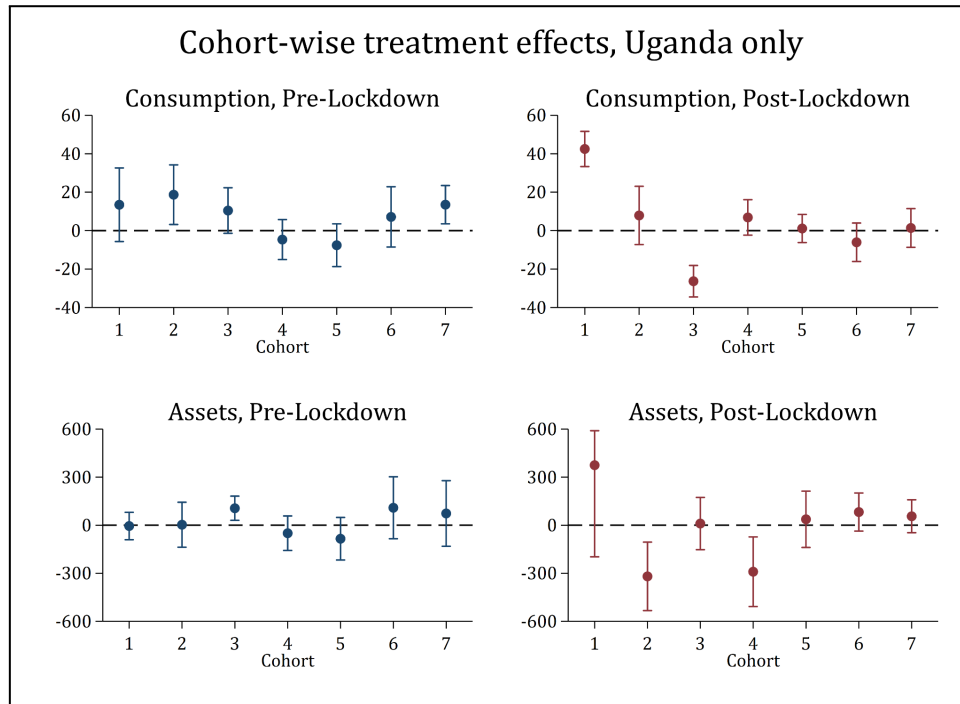 Cohort-wise treatment effects, Uganda only
Consumption, Pre-Lockdown
60
40
20
0
-20
-40
1 2 3 4 5 6 7
Cohort
Consumption, Post-Lockdown
60
40
20
0
-20
-40
1 2 3 4 5 6 7
Cohort
Assets, Pre-Lockdown
600
300
0
-300
-600
1 2 3 4 5 6 7
Cohort
Assets, Post-Lockdown
600
300
0
-300
-600
1 2 3 4 5 6 7
Cohort